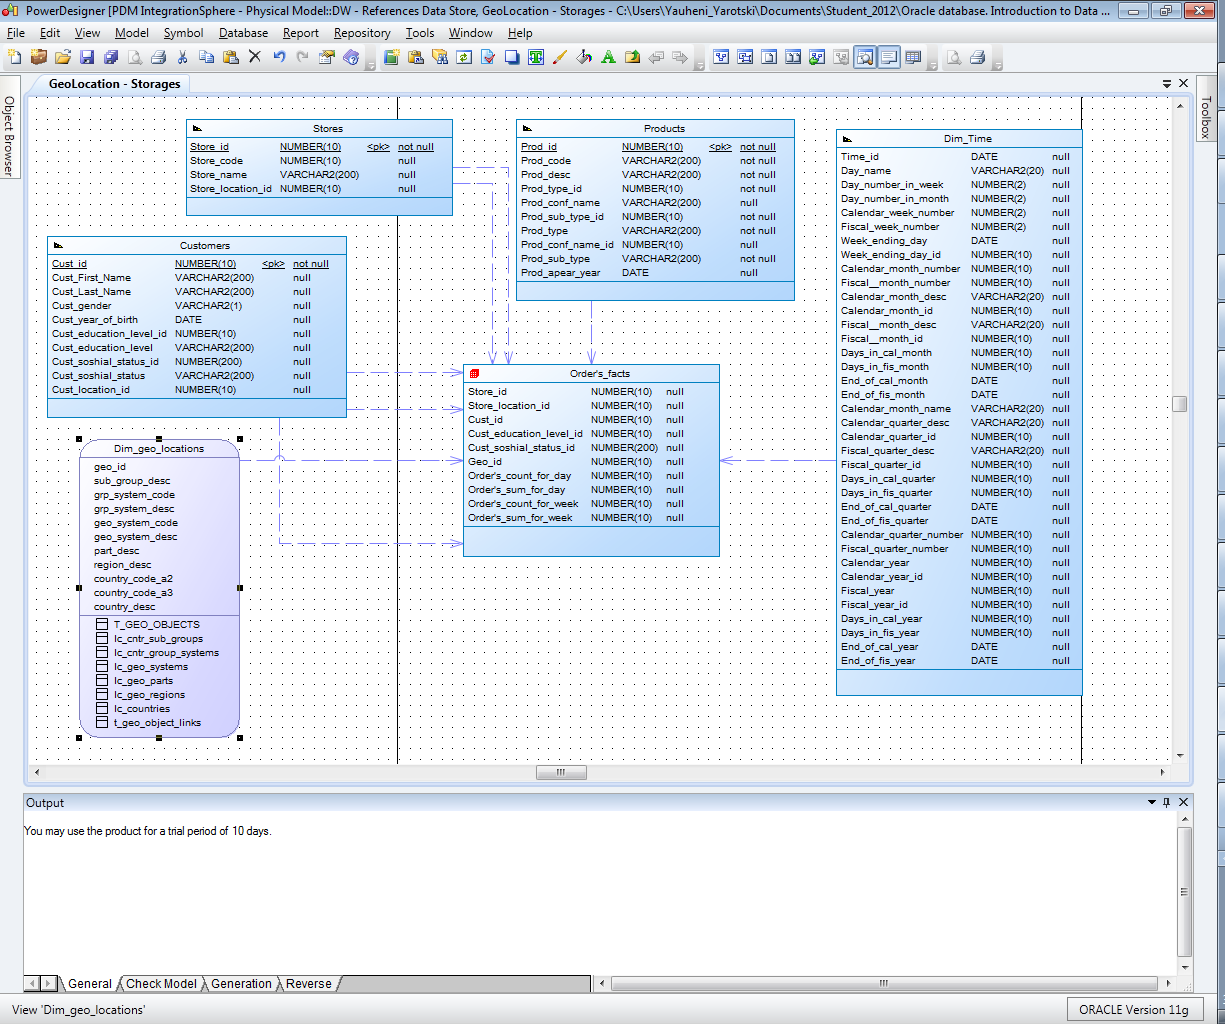 PowerDesigner [PDM IntegrationSphere - Physical Model::DW - References Data Store, GeoLocation - Storages - C:\Users\Yauheni_Yarotski\Documents\Student_2012\Oracle database. Introduction to Data ...
File Edit View Model Symbol Database Report Repository Tools Window Help
GeoLocation - Storages
Object Browser
Toolbox
Stores
Store_id NUMBER(10) <pk> not null
Store_code NUMBER(10) null
Store_name VARCHAR2(200) null
Store_location_id NUMBER(10) null
Products
Prod_id NUMBER(10) <pk> not null
Prod_code VARCHAR2(200) not null
Prod_desc VARCHAR2(200) not null
Prod_type_id NUMBER(10) not null
Prod_conf_name VARCHAR2(200) null
Prod_sub_type_id NUMBER(10) not null
Prod_type VARCHAR2(200) not null
Prod_conf_name_id NUMBER(10) null
Prod_sub_type VARCHAR2(200) not null
Prod_apear_year DATE null
Dim_Time
Time_id DATE null
Day_name VARCHAR2(20) null
Day_number_in_week NUMBER(2) null
Day_number_in_month NUMBER(2) null
Calendar_week_number NUMBER(2) null
Fiscal_week_number NUMBER(2) null
Week_ending_day DATE null
Week_ending_day_id NUMBER(10) null
Calendar_month_number NUMBER(10) null
Fiscal__month_number NUMBER(10) null
Calendar_month_desc VARCHAR2(20) null
Calendar_month_id NUMBER(10) null
Fiscal__month_desc VARCHAR2(20) null
Fiscal__month_id NUMBER(10) null
Days_in_cal_month NUMBER(10) null
Days_in_fis_month NUMBER(10) null
End_of_cal_month DATE null
End_of_fis_month DATE null
Calendar_month_name VARCHAR2(20) null
Calendar_quarter_desc VARCHAR2(20) null
Calendar_quarter_id NUMBER(10) null
Fiscal_quarter_desc VARCHAR2(20) null
Fiscal_quarter_id NUMBER(10) null
Days_in_cal_quarter NUMBER(10) null
Days_in_fis_quarter NUMBER(10) null
End_of_cal_quarter DATE null
End_of_fis_quarter DATE null
Calendar_quarter_number NUMBER(10) null
Fiscal_quarter_number NUMBER(10) null
Calendar_year NUMBER(10) null
Calendar_year_id NUMBER(10) null
Fiscal_year NUMBER(10) null
Fiscal_year_id NUMBER(10) null
Days_in_cal_year NUMBER(10) null
Days_in_fis_year NUMBER(10) null
End_of_cal_year DATE null
End_of_fis_year DATE null
Customers
Cust_id NUMBER(10) <pk> not null
Cust_First_Name VARCHAR2(200) null
Cust_Last_Name VARCHAR2(200) null
Cust_gender VARCHAR2(1) null
Cust_year_of_birth DATE null
Cust_education_level_id NUMBER(10) null
Cust_education_level VARCHAR2(200) null
Cust_soshial_status_id NUMBER(200) null
Cust_soshial_status VARCHAR2(200) null
Cust_location_id NUMBER(10) null
Order's_facts
Store_id NUMBER(10) null
Store_location_id NUMBER(10) null
Cust_id NUMBER(10) null
Cust_education_level_id NUMBER(10) null
Cust_soshial_status_id NUMBER(200) null
Geo_id NUMBER(10) null
Order's_count_for_day NUMBER(10) null
Order's_sum_for_day NUMBER(10) null
Order's_count_for_week NUMBER(10) null
Order's_sum_for_week NUMBER(10) null
Dim_geo_locations
geo_id
sub_group_desc
grp_system_code
grp_system_desc
geo_system_code
geo_system_desc
part_desc
region_desc
country_code_a2
country_code_a3
country_desc
T_GEO_OBJECTS
lc_cntr_sub_groups
lc_cntr_group_systems
lc_geo_systems
lc_geo_parts
lc_geo_regions
lc_countries
t_geo_object_links
Output
You may use the product for a trial period of 10 days.
General Check Model Generation Reverse
View 'Dim_geo_locations'
ORACLE Version 11g